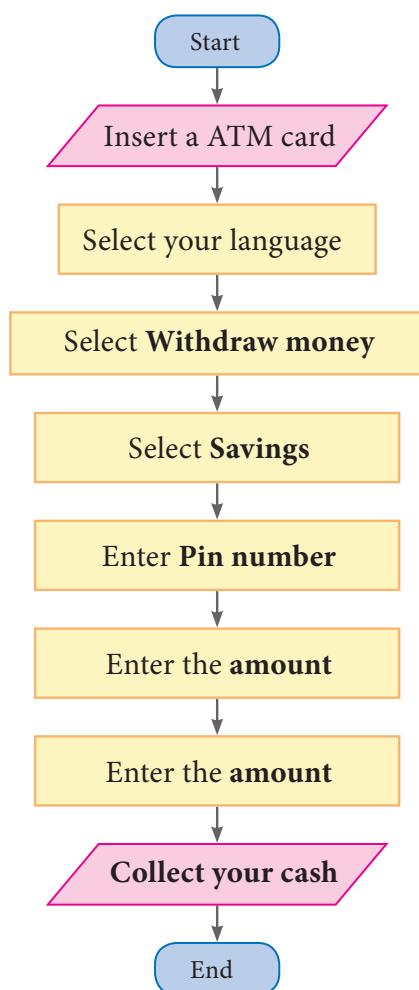 Start
Insert a ATM card
Select your language
Select Withdraw money
Select Savings
Enter Pin number
Enter the amount
Enter the amount
Collect your cash
End